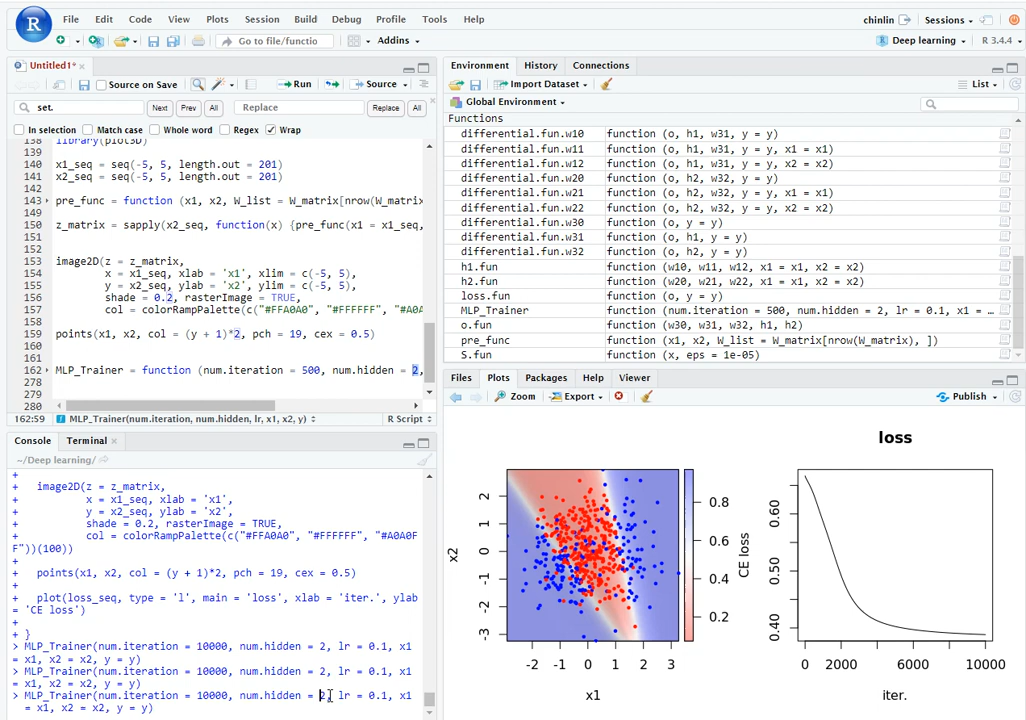 R
File Edit Code View Plots Session Build Debug Profile Tools Help
chinlin Sessions
Go to file/functio Addins
Deep learning R 3.4.4
Untitled1*
Source on Save Run Source
set. Next Prev All Replace Replace All
In selection Match case Whole word Regex Wrap
138 library(plot3D)
139
140 x1_seq = seq(-5, 5, length.out = 201)
141 x2_seq = seq(-5, 5, length.out = 201)
142
143 pre_func = function (x1, x2, W_list = W_matrix[nrow(W_matrix
149
150 z_matrix = sapply(x2_seq, function(x) {pre_func(x1 = x1_seq,
151
152
153 image2D(z = z_matrix,
154 x = x1_seq, xlab = 'x1', xlim = c(-5, 5),
155 y = x2_seq, ylab = 'x2', ylim = c(-5, 5),
156 shade = 0.2, rasterImage = TRUE,
157 col = colorRampPalette(c("#FFA0A0", "#FFFFFF", "#A0A
158
159 points(x1, x2, col = (y + 1)*2, pch = 19, cex = 0.5)
160
161
162 MLP_Trainer = function (num.iteration = 500, num.hidden = 2,
278
279
280
162:59 MLP_Trainer(num.iteration, num.hidden, lr, x1, x2, y) R Script
Console Terminal
~/Deep learning/
+
+ image2D(z = z_matrix,
+ x = x1_seq, xlab = 'x1',
+ y = x2_seq, ylab = 'x2',
+ shade = 0.2, rasterImage = TRUE,
+ col = colorRampPalette(c("#FFA0A0", "#FFFFFF", "#A0A0F
F"))(100))
+
+ points(x1, x2, col = (y + 1)*2, pch = 19, cex = 0.5)
+
+ plot(loss_seq, type = 'l', main = 'loss', xlab = 'iter.', ylab
= 'CE loss')
+
+ }
> MLP_Trainer(num.iteration = 10000, num.hidden = 2, lr = 0.1, x1
= x1, x2 = x2, y = y)
> MLP_Trainer(num.iteration = 10000, num.hidden = 2, lr = 0.1, x1
= x1, x2 = x2, y = y)
> MLP_Trainer(num.iteration = 10000, num.hidden = 2, lr = 0.1, x1
= x1, x2 = x2, y = y)
Environment History Connections
Import Dataset List
Global Environment
Functions
differential.fun.w10 function (o, h1, w31, y = y)
differential.fun.w11 function (o, h1, w31, y = y, x1 = x1)
differential.fun.w12 function (o, h1, w31, y = y, x2 = x2)
differential.fun.w20 function (o, h2, w32, y = y)
differential.fun.w21 function (o, h2, w32, y = y, x1 = x1)
differential.fun.w22 function (o, h2, w32, y = y, x2 = x2)
differential.fun.w30 function (o, y = y)
differential.fun.w31 function (o, h1, y = y)
differential.fun.w32 function (o, h2, y = y)
h1.fun function (w10, w11, w12, x1 = x1, x2 = x2)
h2.fun function (w20, w21, w22, x1 = x1, x2 = x2)
loss.fun function (o, y = y)
MLP_Trainer function (num.iteration = 500, num.hidden = 2, lr = 0.1, x1 = …
o.fun function (w30, w31, w32, h1, h2)
pre_func function (x1, x2, W_list = W_matrix[nrow(W_matrix), ])
S.fun function (x, eps = 1e-05)
Files Plots Packages Help Viewer
Zoom Export Publish
loss
2
1
0
-1
-2
-3
x2
-2 -1 0 1 2 3
x1
0.8
0.6
0.4
0.2
CE loss
0.60
0.50
0.40
0 2000 6000 10000
iter.